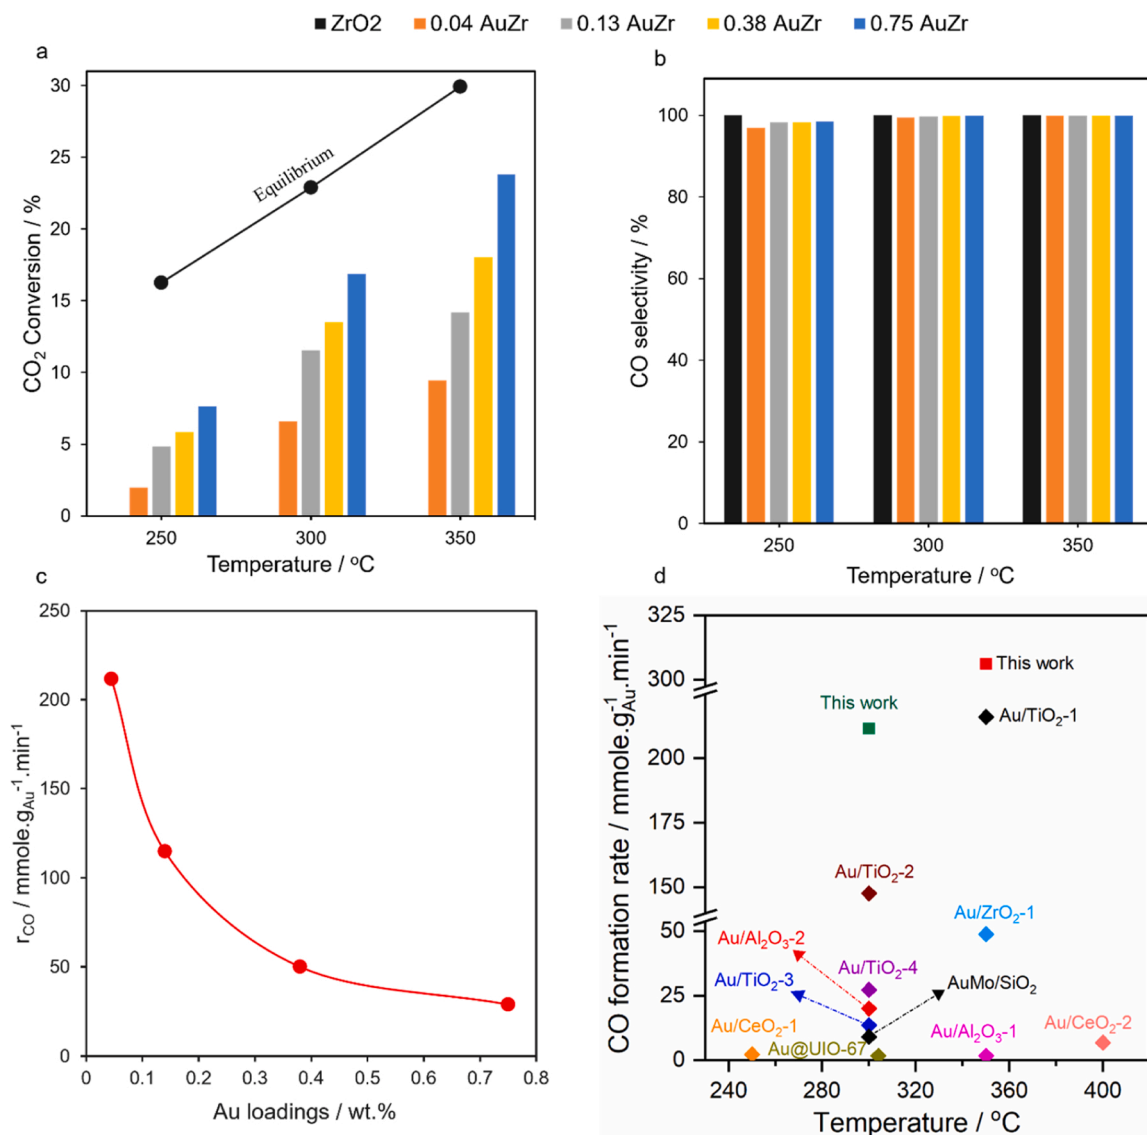 ZrO2 0.04 AuZr 0.13 AuZr 0.38 AuZr 0.75 AuZr
a
30
25
20
15
10
5
0
CO₂ Conversion / %
Equilibrium
250 300 350
Temperature / °C
b
100
80
60
40
20
0
CO selectivity / %
250 300 350
Temperature / °C
c
250
200
150
100
50
0
r_CO / mmole.g_Au⁻¹.min⁻¹
0 0.1 0.2 0.3 0.4 0.5 0.6 0.7 0.8
Au loadings / wt.%
d
325
300
200
175
150
50
25
0
CO formation rate / mmole.g⁻¹_Au.min⁻¹
This work
This work
Au/TiO₂-1
Au/TiO₂-2
Au/ZrO₂-1
Au/Al₂O₃-2
Au/TiO₂-4
Au/TiO₂-3
AuMo/SiO₂
Au/CeO₂-1
Au@UIO-67
Au/Al₂O₃-1
Au/CeO₂-2
240 280 320 360 400
Temperature / °C